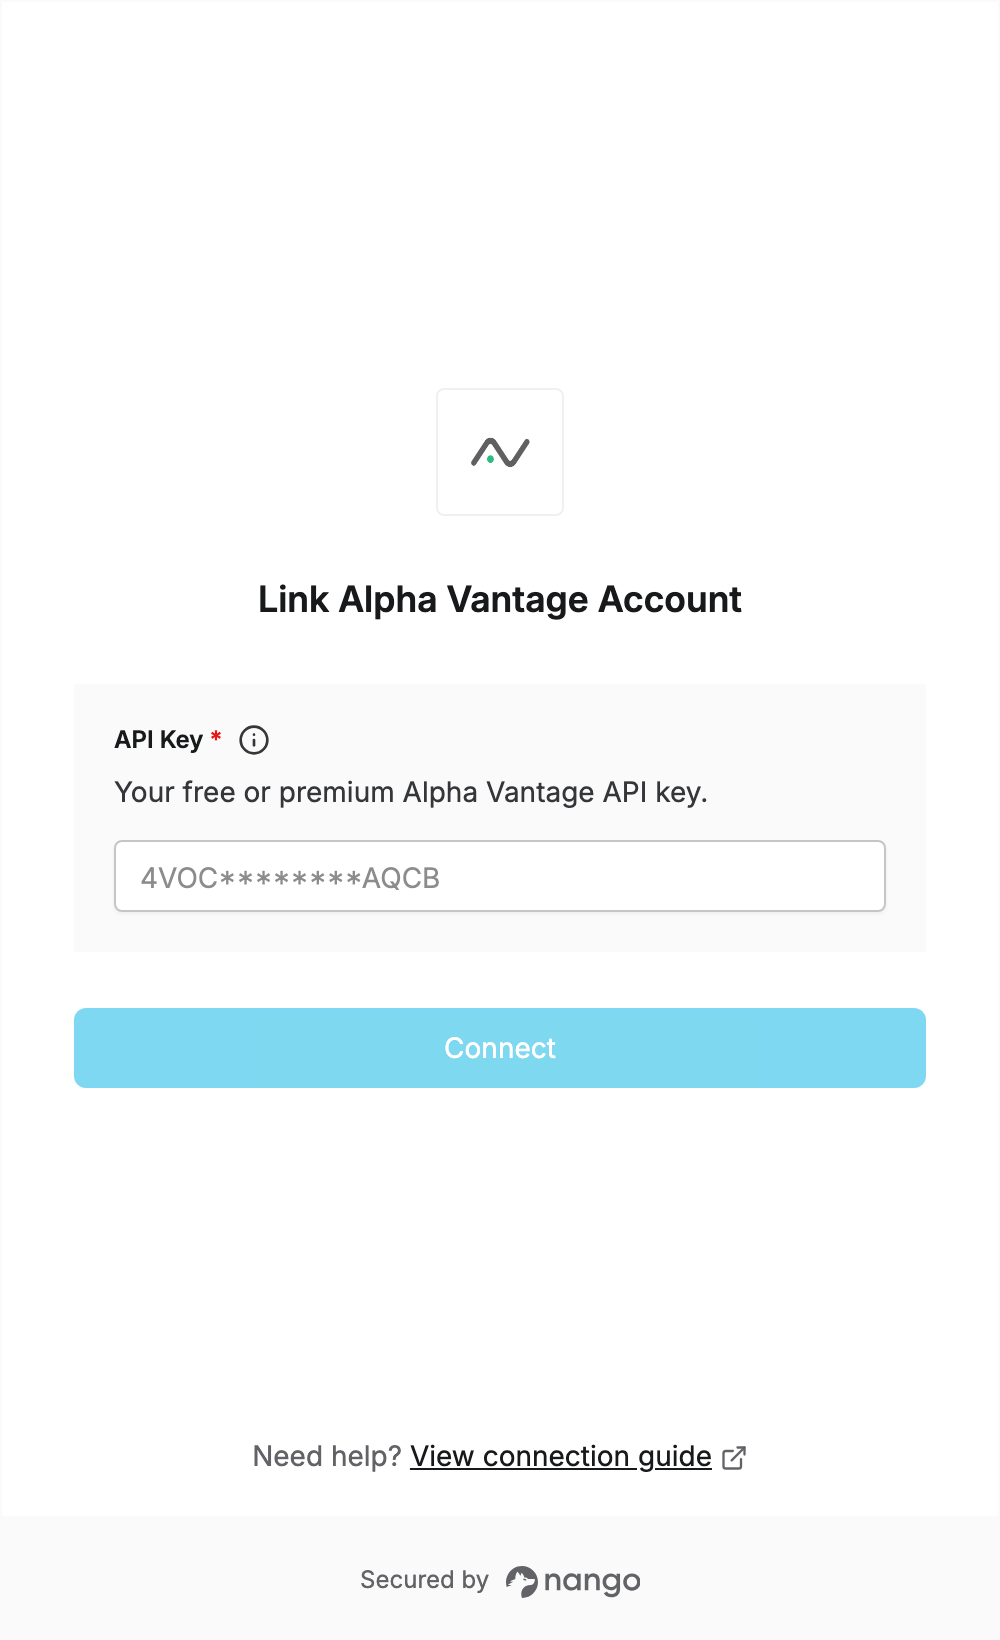 Link Alpha Vantage Account
API Key *
Your free or premium Alpha Vantage API key.
4VOC********AQCB
Connect
Need help? View connection guide
Secured by nango